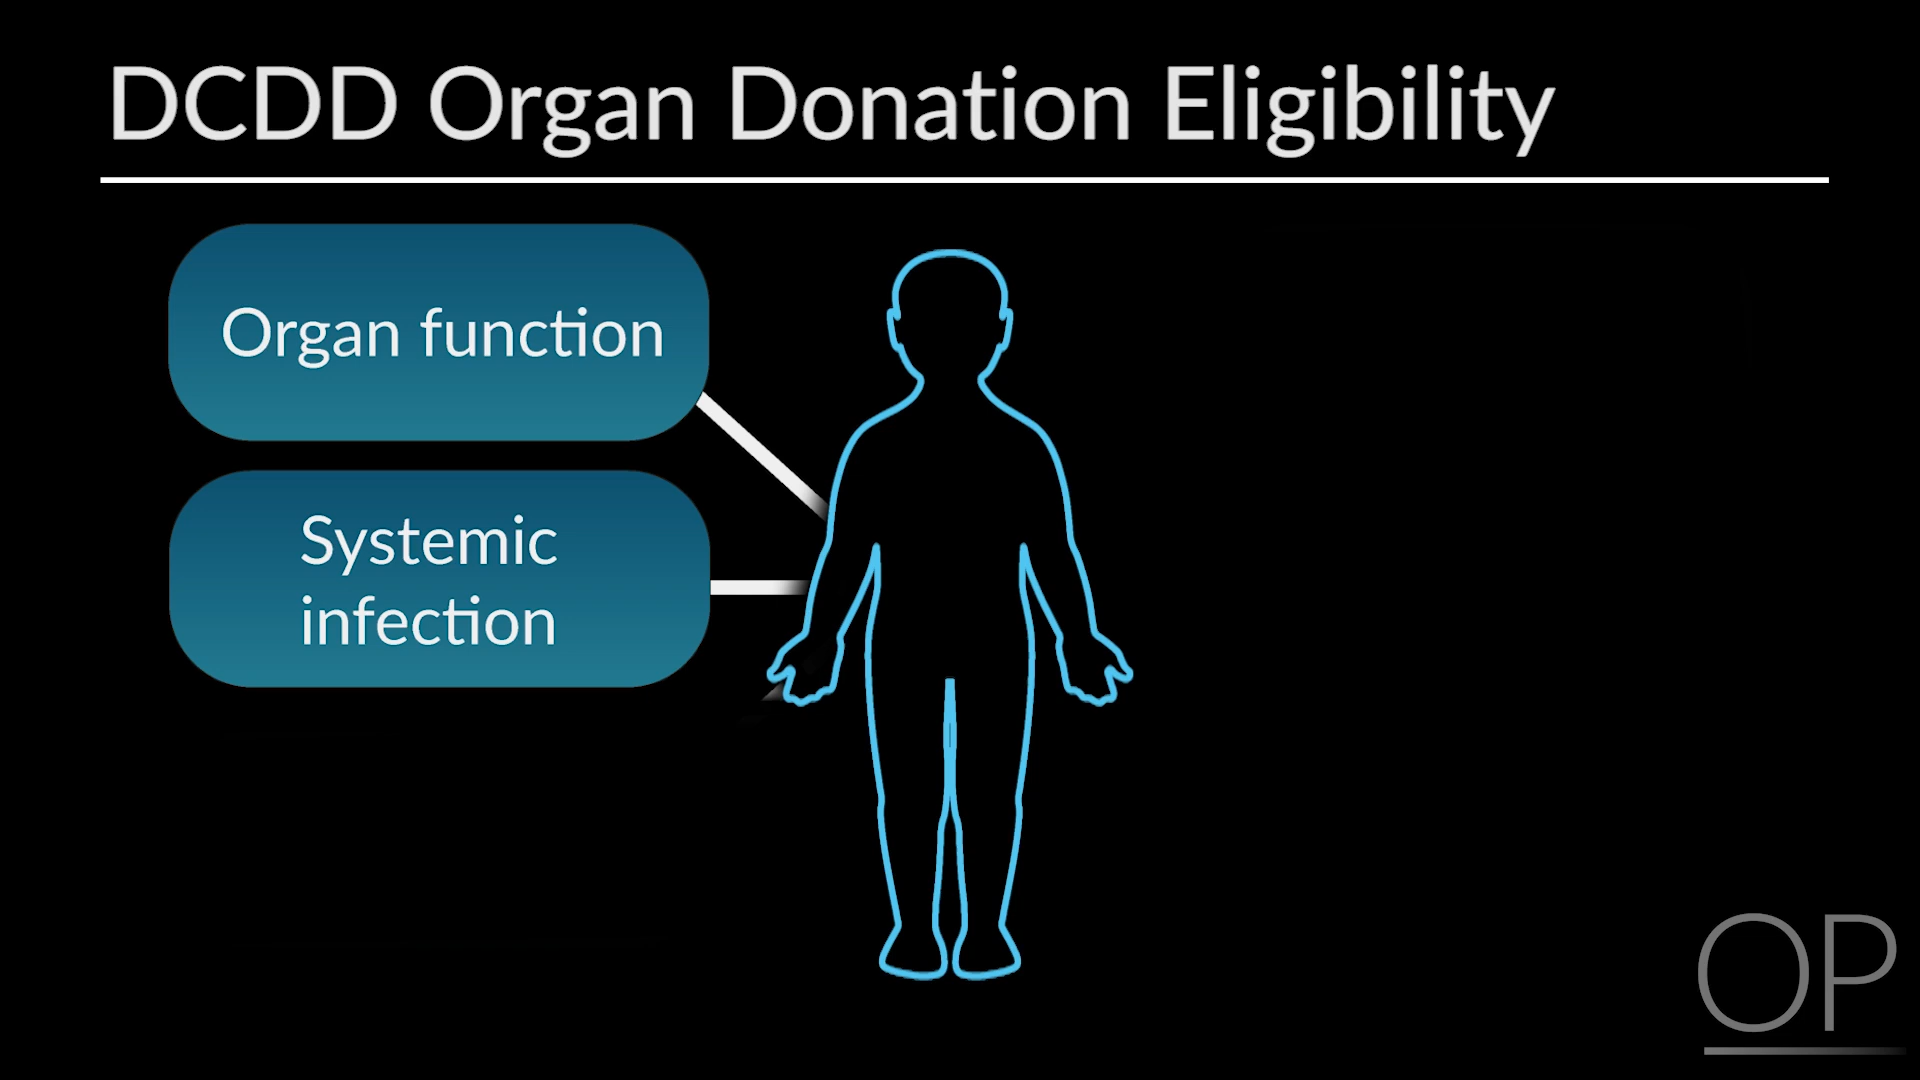 DCDD Organ Donation Eligibility
Organ function
Systemic
infection
OP